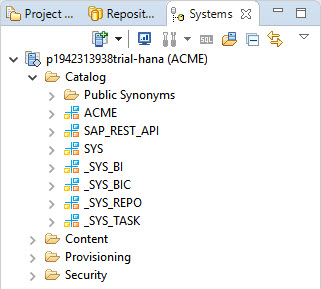 Project ... Reposit... Systems
SQL
p1942313938trial-hana (ACME)
Catalog
Public Synonyms
ACME
SAP_REST_API
SYS
_SYS_BI
_SYS_BIC
_SYS_REPO
_SYS_TASK
Content
Provisioning
Security